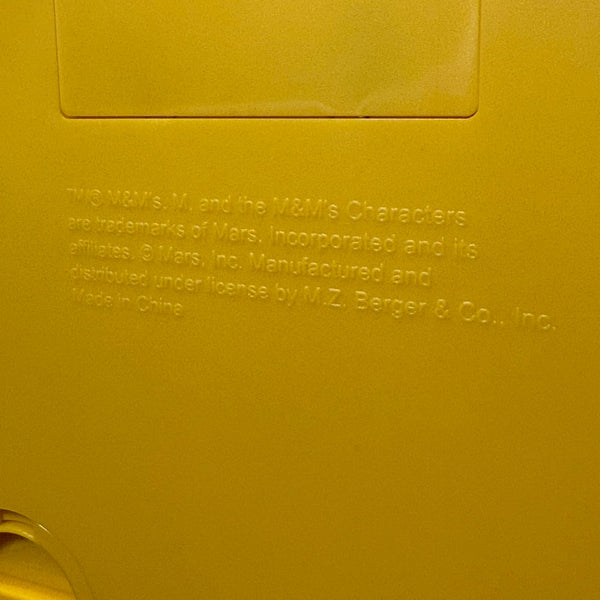 TM/® M&M's, M, and the M&M's Characters
are trademarks of Mars, Incorporated and its
affiliates. © Mars, Inc. Manufactured and
distributed under license by M.Z. Berger & Co., Inc.
Made in China